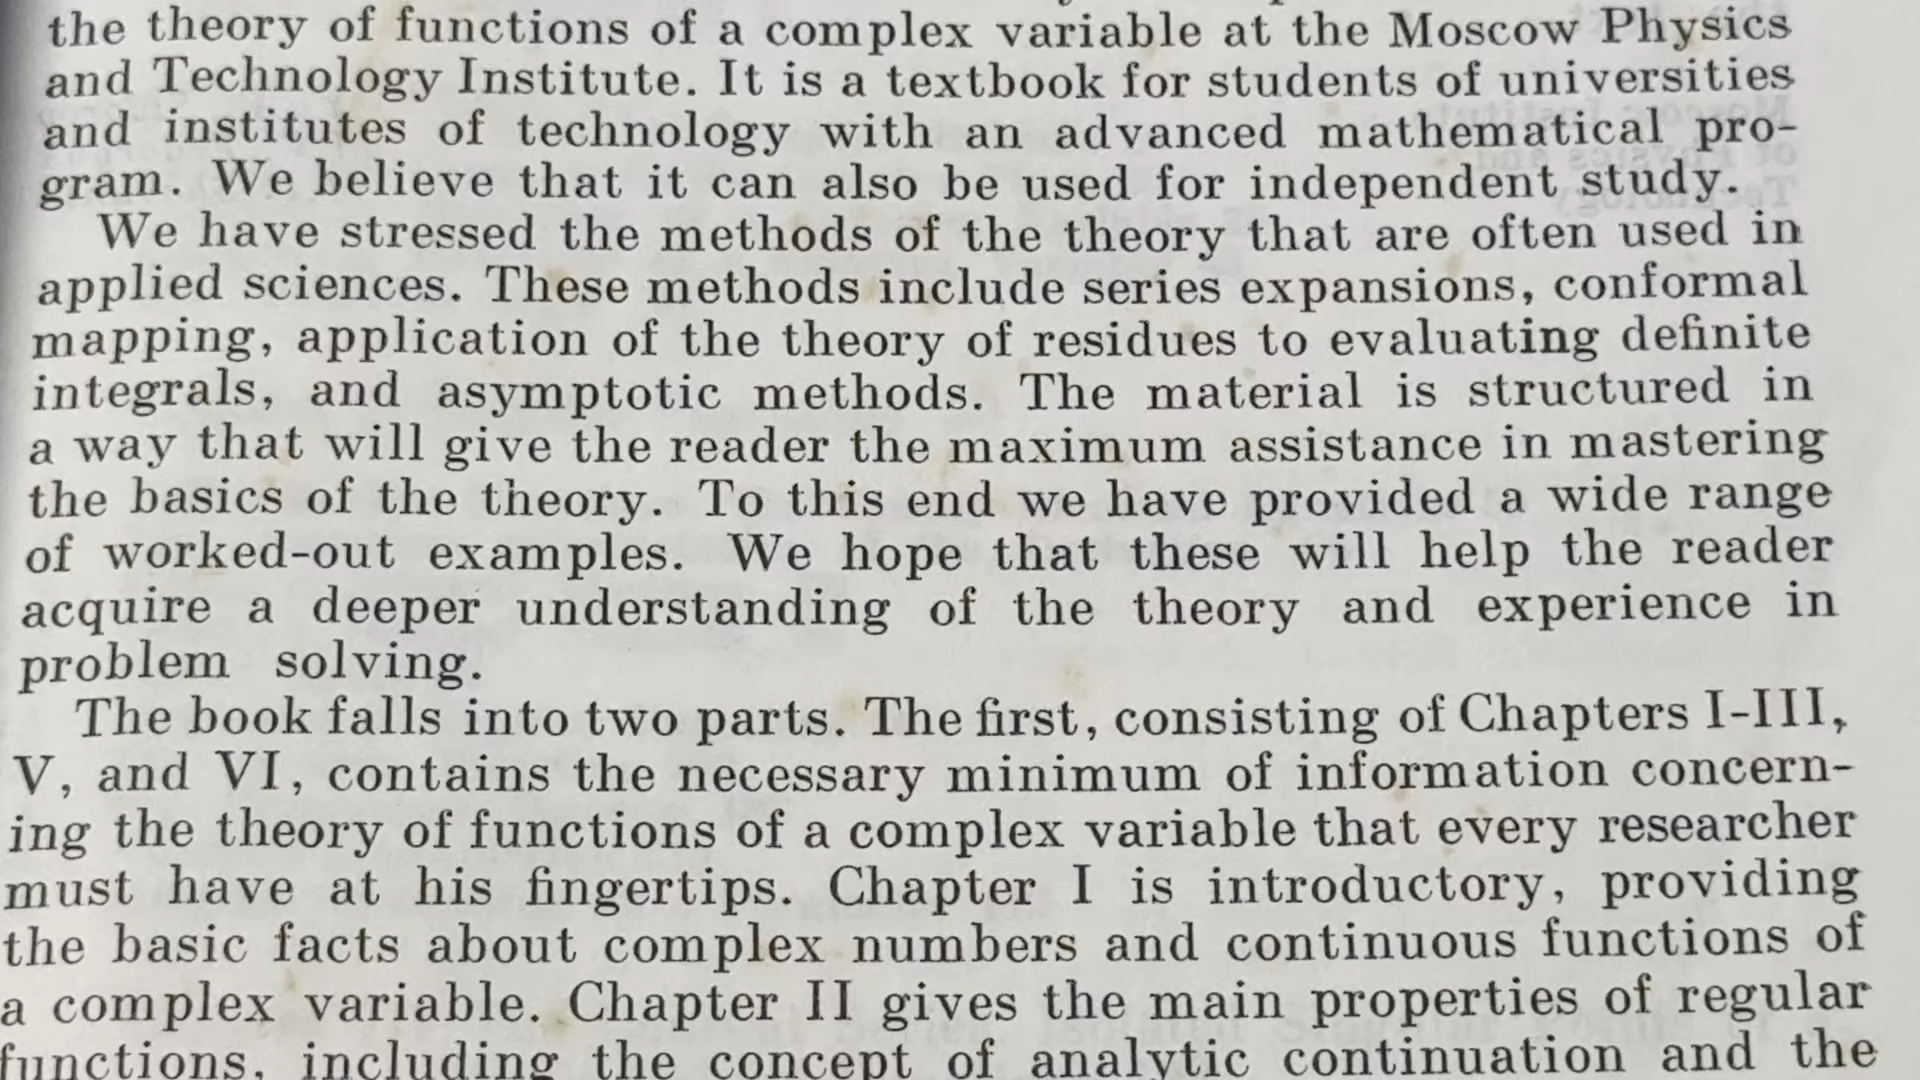 the theory of functions of a complex variable at the Moscow Physics
and Technology Institute. It is a textbook for students of universities
and institutes of technology with an advanced mathematical pro-
gram. We believe that it can also be used for independent study.
We have stressed the methods of the theory that are often used in
applied sciences. These methods include series expansions, conformal
mapping, application of the theory of residues to evaluating definite
integrals, and asymptotic methods. The material is structured in
a way that will give the reader the maximum assistance in mastering
the basics of the theory. To this end we have provided a wide range
of worked-out examples. We hope that these will help the reader
acquire a deeper understanding of the theory and experience in
problem solving.
The book falls into two parts. The first, consisting of Chapters I-III,
V, and VI, contains the necessary minimum of information concern-
ing the theory of functions of a complex variable that every researcher
must have at his fingertips. Chapter I is introductory, providing
the basic facts about complex numbers and continuous functions of
a complex variable. Chapter II gives the main properties of regular
functions, including the concept of analytic continuation and the